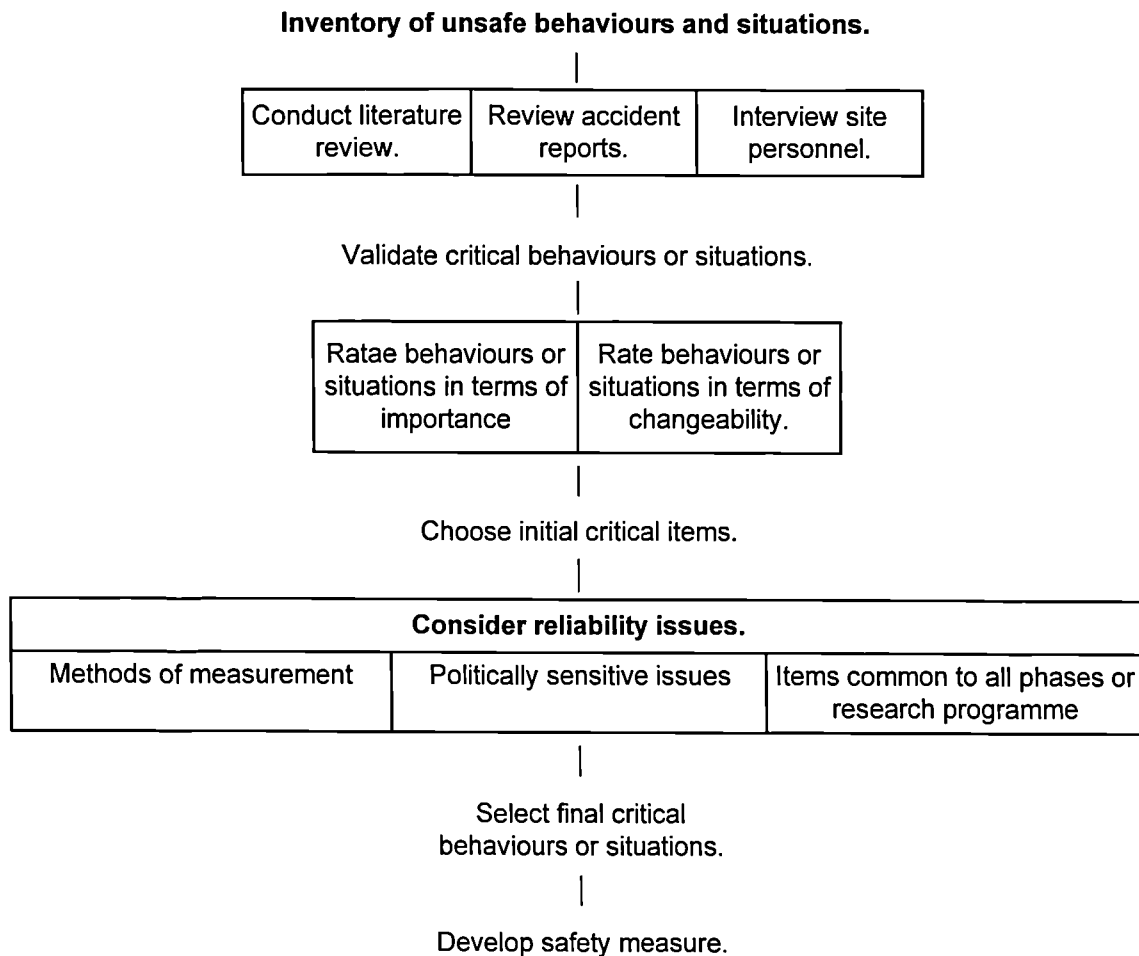 Inventory of unsafe behaviours and situations.
Conduct literature
review.
Review accident
reports.
Interview site
personnel.
Validate critical behaviours or situations.
Ratae behaviours or
situations in terms of
importance
Rate behaviours or
situations in terms of
changeability.
Choose initial critical items.
Consider reliability issues.
Methods of measurement
Politically sensitive issues
Items common to all phases or
research programme
Select final critical
behaviours or situations.
Develop safety measure.